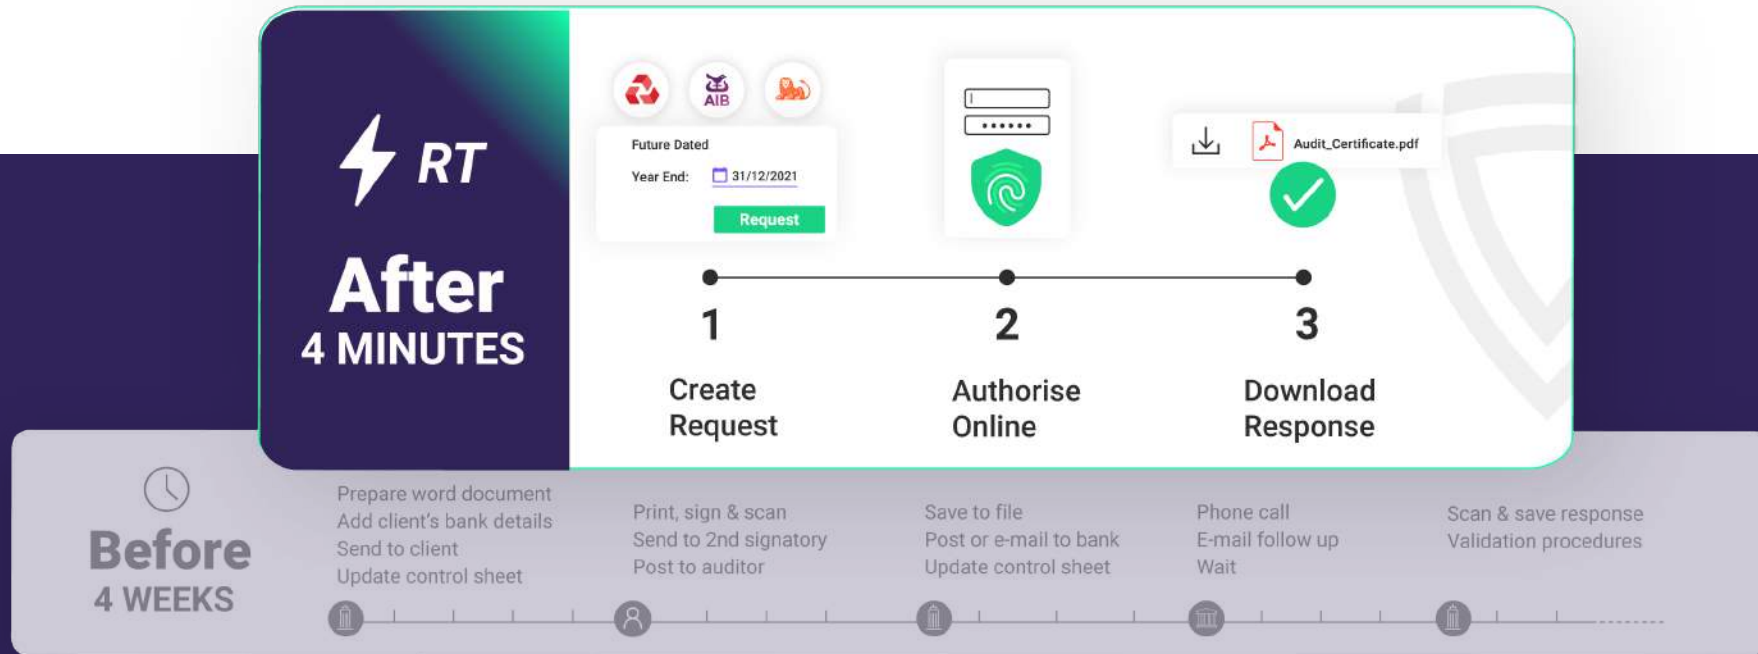 RT
After
4 MINUTES
AIB
Future Dated
Year End: 31/12/2021
Request
Audit_Certificate.pdf
1
2
3
Create
Request
Authorise
Online
Download
Response
Before
4 WEEKS
Prepare word document
Add client's bank details
Send to client
Update control sheet
Print, sign & scan
Send to 2nd signatory
Post to auditor
Save to file
Post or e-mail to bank
Update control sheet
Phone call
E-mail follow up
Wait
Scan & save response
Validation procedures